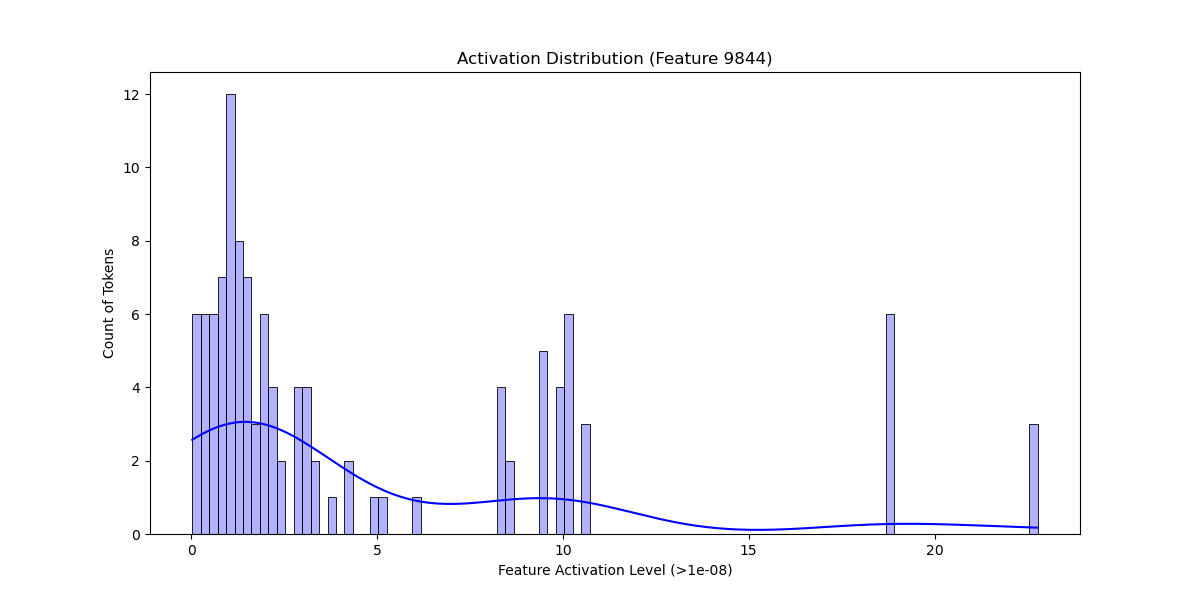 Activation Distribution (Feature 9844)
12
10
8
6
4
2
0
Count of Tokens
0 5 10 15 20
Feature Activation Level (>1e-08)